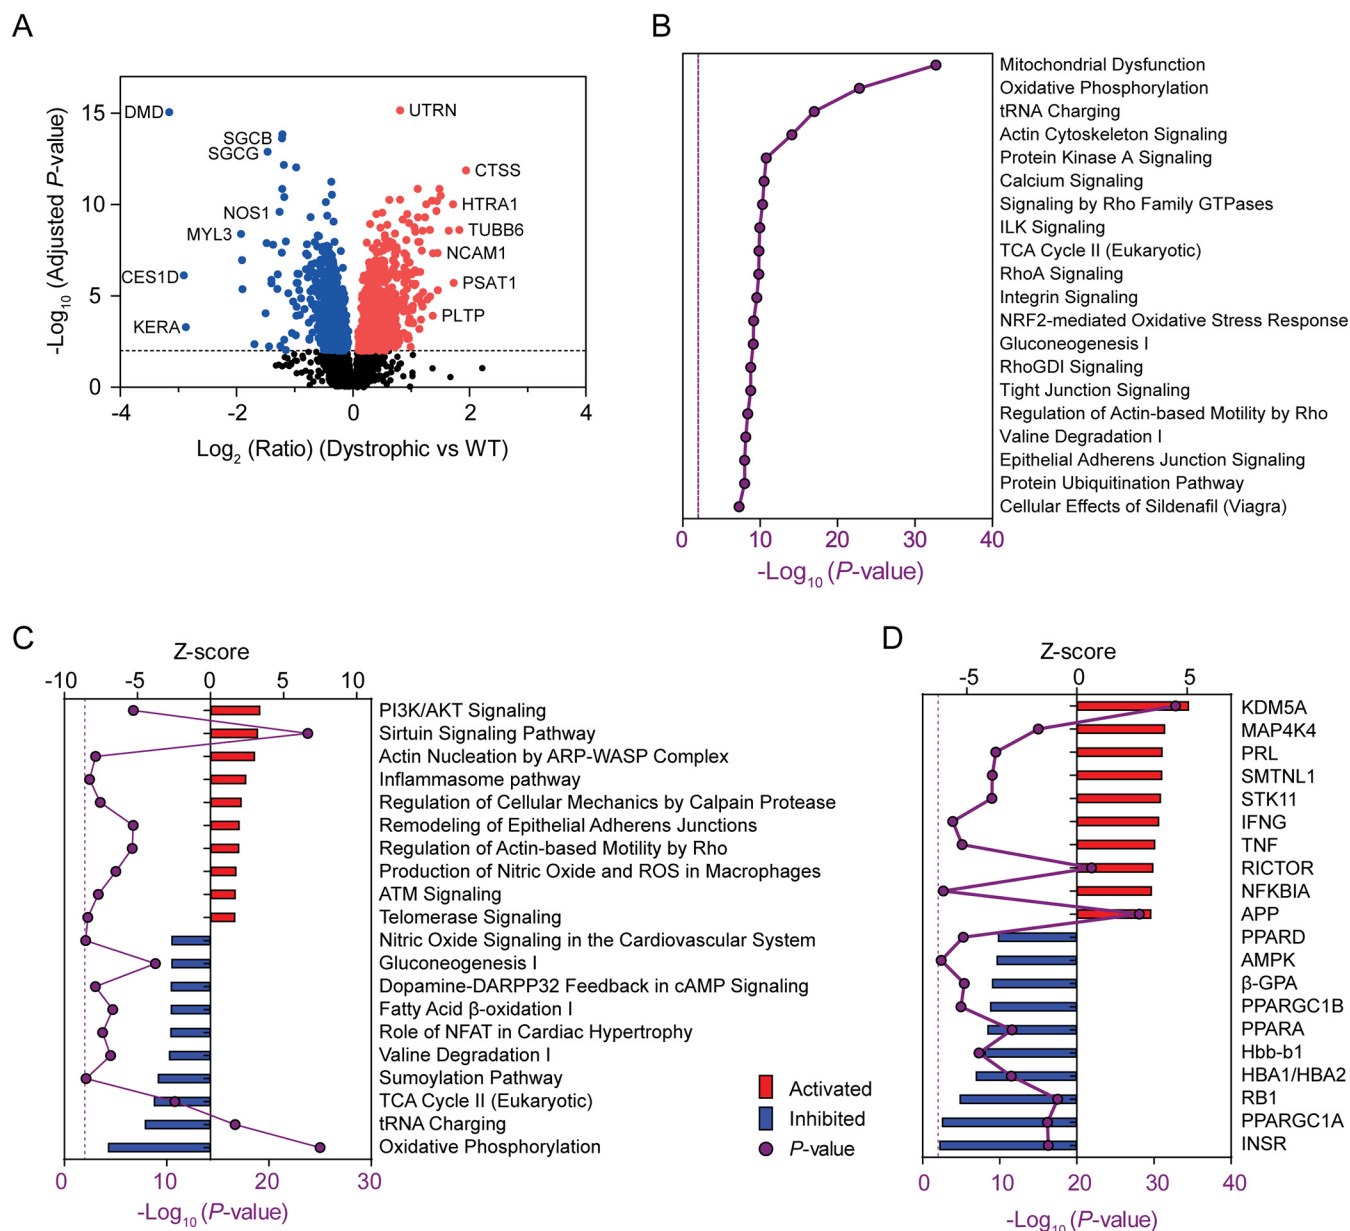 A
-Log10 (Adjusted P-value)
15
10
5
0
-4
-2
0
2
4
Log2 (Ratio) (Dystrophic vs WT)
DMD
SGCB
SGCG
NOS1
MYL3
CES1D
KERA
UTRN
CTSS
HTRA1
TUBB6
NCAM1
PSAT1
PLTP
B
Mitochondrial Dysfunction
Oxidative Phosphorylation
tRNA Charging
Actin Cytoskeleton Signaling
Protein Kinase A Signaling
Calcium Signaling
Signaling by Rho Family GTPases
ILK Signaling
TCA Cycle II (Eukaryotic)
RhoA Signaling
Integrin Signaling
NRF2-mediated Oxidative Stress Response
Gluconeogenesis I
RhoGDI Signaling
Tight Junction Signaling
Regulation of Actin-based Motility by Rho
Valine Degradation I
Epithelial Adherens Junction Signaling
Protein Ubiquitination Pathway
Cellular Effects of Sildenafil (Viagra)
0
10
20
30
40
-Log10 (P-value)
C
Z-score
-10
-5
0
5
10
PI3K/AKT Signaling
Sirtuin Signaling Pathway
Actin Nucleation by ARP-WASP Complex
Inflammasome pathway
Regulation of Cellular Mechanics by Calpain Protease
Remodeling of Epithelial Adherens Junctions
Regulation of Actin-based Motility by Rho
Production of Nitric Oxide and ROS in Macrophages
ATM Signaling
Telomerase Signaling
Nitric Oxide Signaling in the Cardiovascular System
Gluconeogenesis I
Dopamine-DARPP32 Feedback in cAMP Signaling
Fatty Acid β-oxidation I
Role of NFAT in Cardiac Hypertrophy
Valine Degradation I
Sumoylation Pathway
TCA Cycle II (Eukaryotic)
tRNA Charging
Oxidative Phosphorylation
0
10
20
30
-Log10 (P-value)
Activated
Inhibited
P-value
D
Z-score
-5
0
5
KDM5A
MAP4K4
PRL
SMTNL1
STK11
IFNG
TNF
RICTOR
NFKBIA
APP
PPARD
AMPK
β-GPA
PPARGC1B
PPARA
Hbb-b1
HBA1/HBA2
RB1
PPARGC1A
INSR
0
10
20
30
40
-Log10 (P-value)